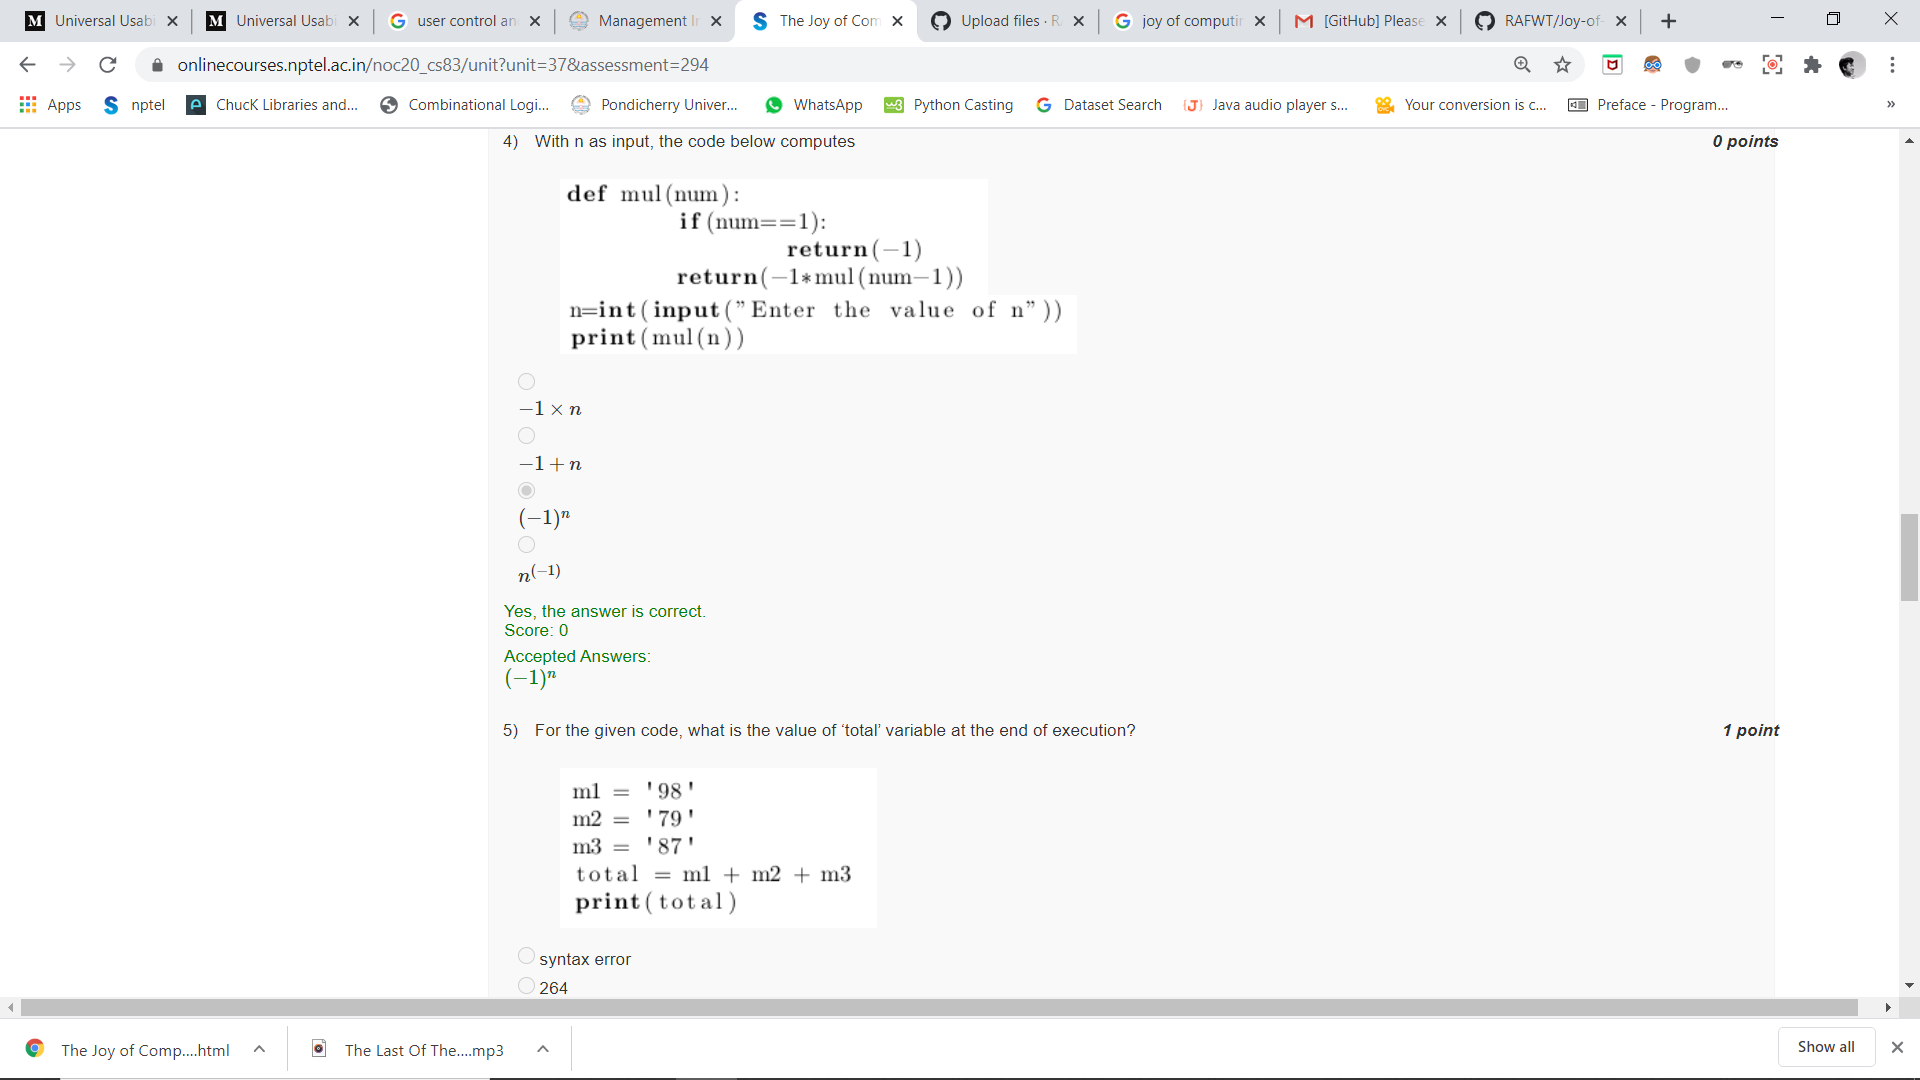 Universal Usabi
Universal Usabi
user control an
Management I
The Joy of Com
Upload files · R
joy of computin
[GitHub] Please
RAFWT/Joy-of-
onlinecourses.nptel.ac.in/noc20_cs83/unit?unit=37&assessment=294
Apps
nptel
ChucK Libraries and...
Combinational Logi...
Pondicherry Univer...
WhatsApp
Python Casting
Dataset Search
Java audio player s...
Your conversion is c...
Preface - Program...
»
4) With n as input, the code below computes
0 points
def mul(num):
if(num==1):
return(−1)
return(−1*mul(num−1))
n=int(input("Enter the value of n"))
print(mul(n))
−1 × n
−1 + n
(−1)ⁿ
n⁽⁻¹⁾
Yes, the answer is correct.
Score: 0
Accepted Answers:
(−1)ⁿ
5) For the given code, what is the value of ‘total’ variable at the end of execution?
1 point
m1 = '98'
m2 = '79'
m3 = '87'
total = m1 + m2 + m3
print(total)
syntax error
264
The Joy of Comp....html
The Last Of The....mp3
Show all